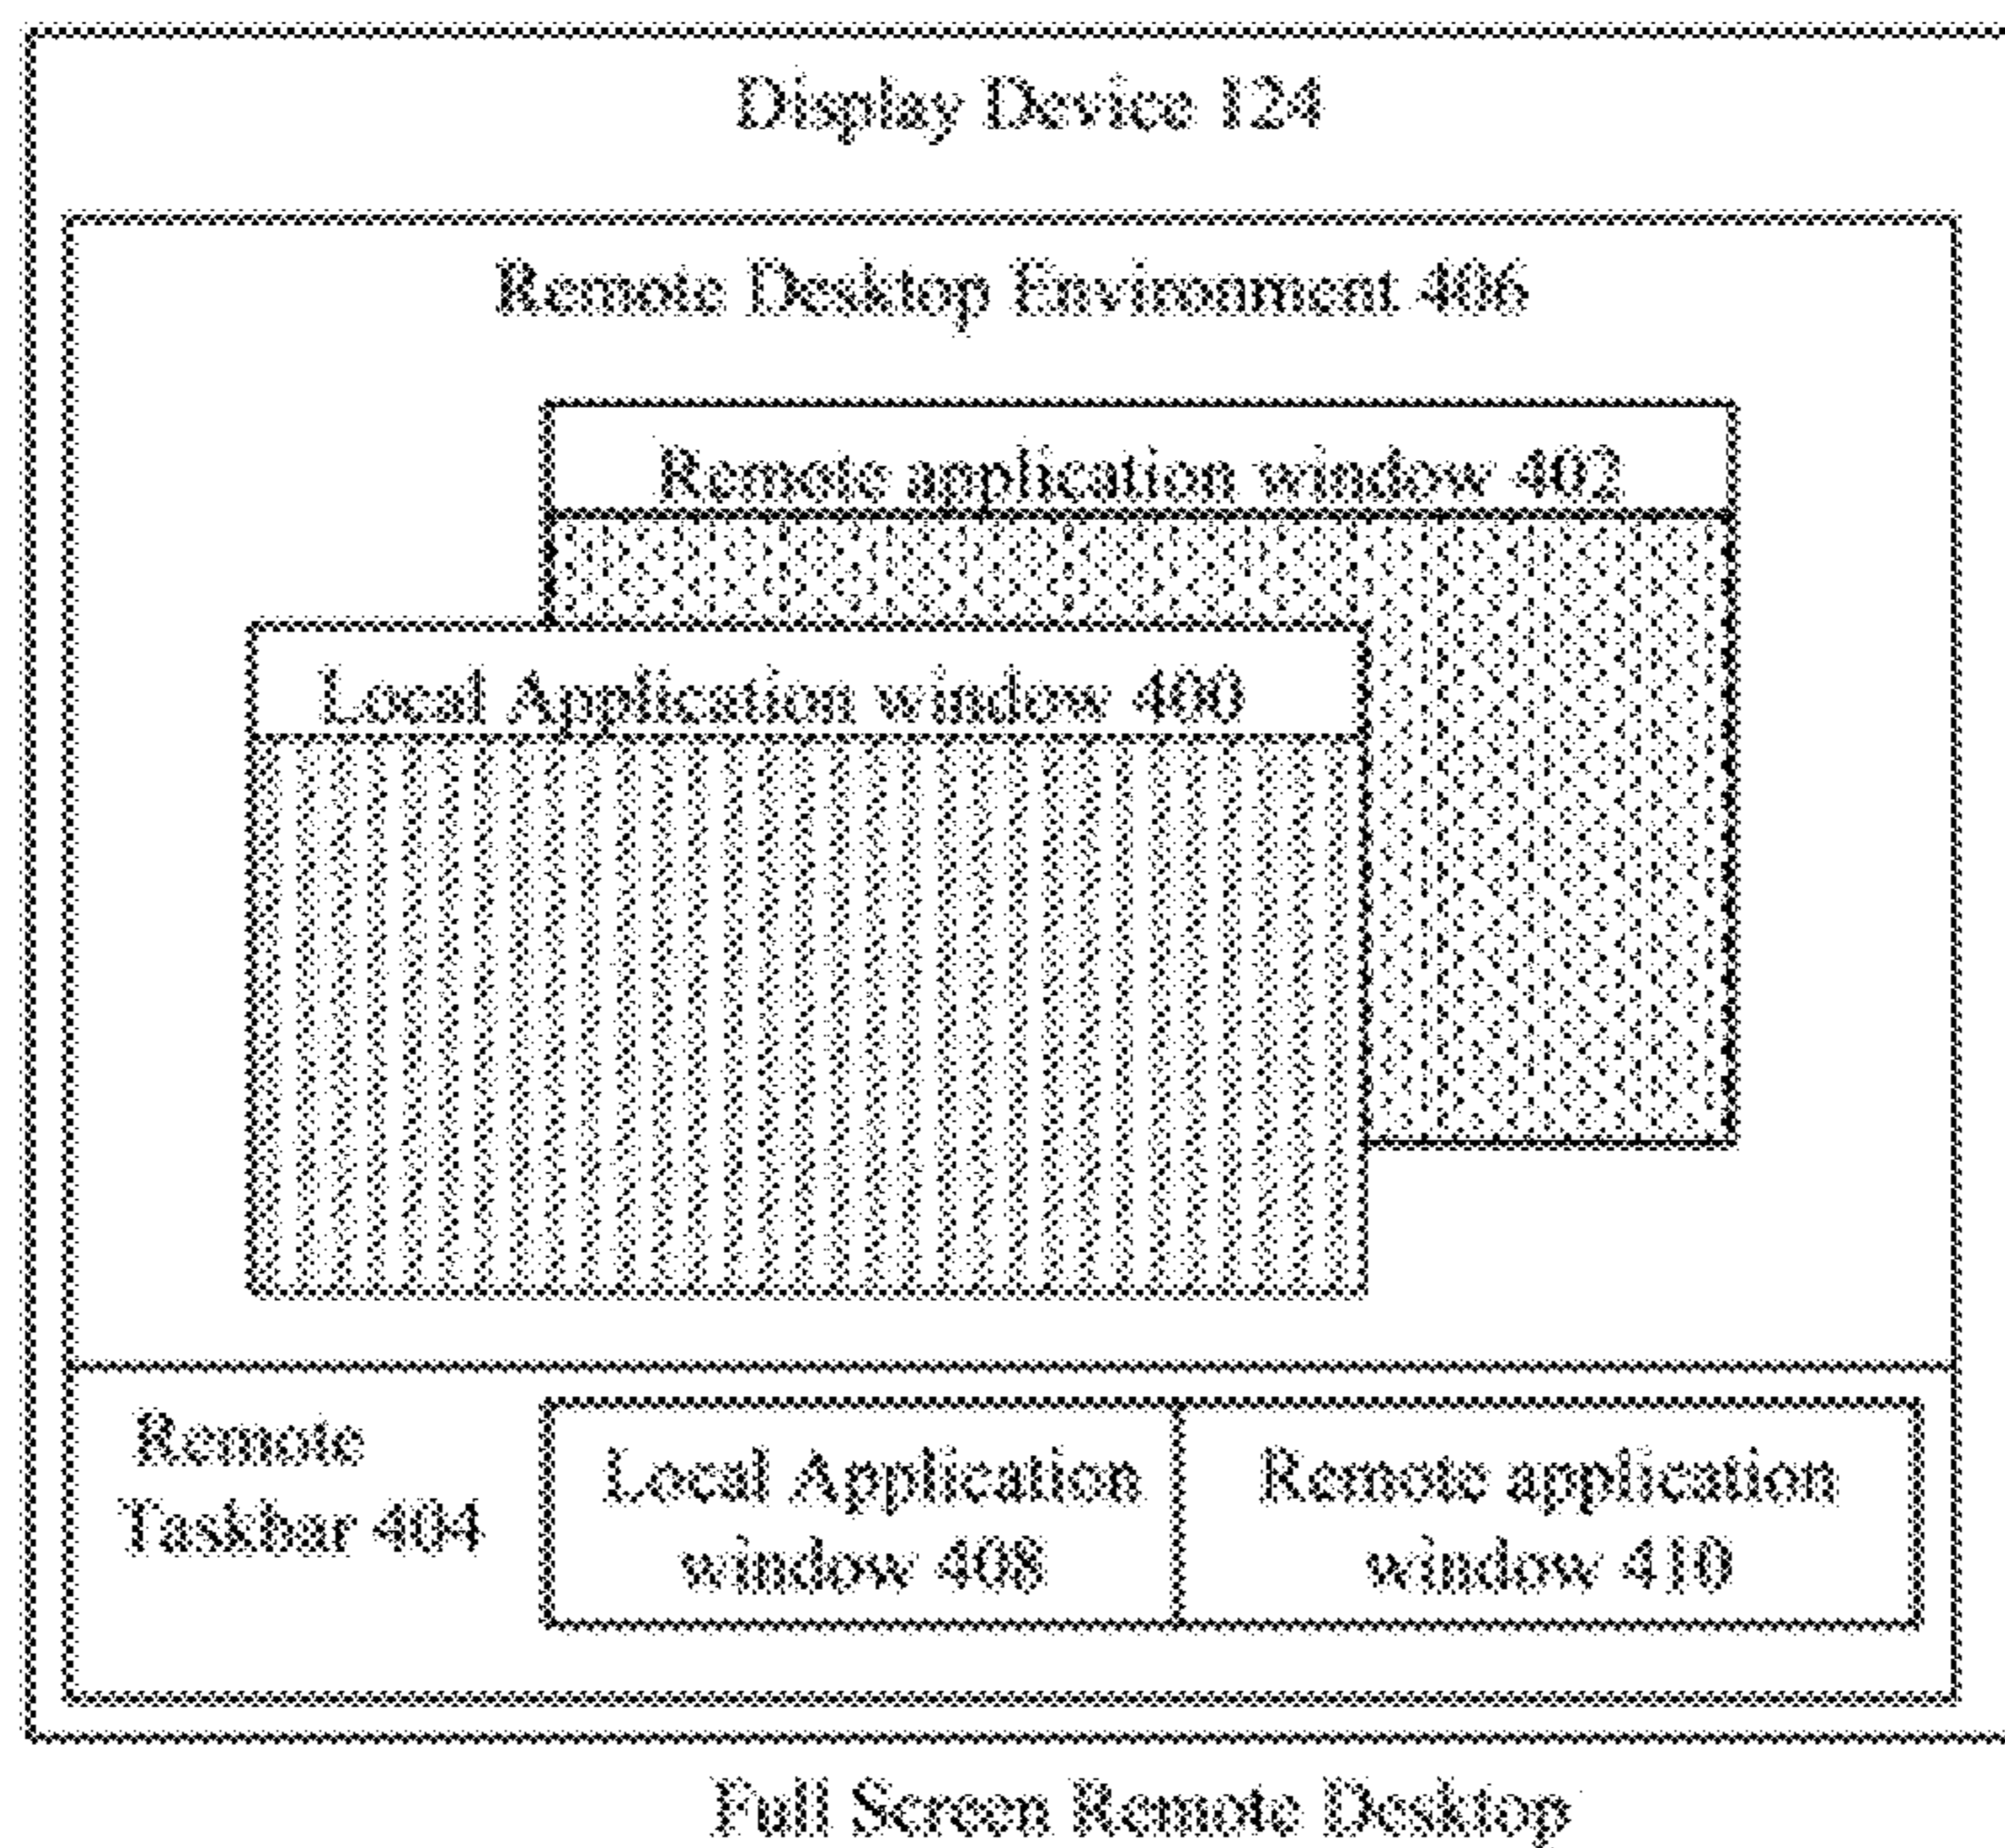 Display Device 124
Remote Desktop Environment 406
Remote application window 402
Local Application window 400
Remote
Taskbar 404
Local Application
window 408
Remote application
window 410
Full Screen Remote Desktop